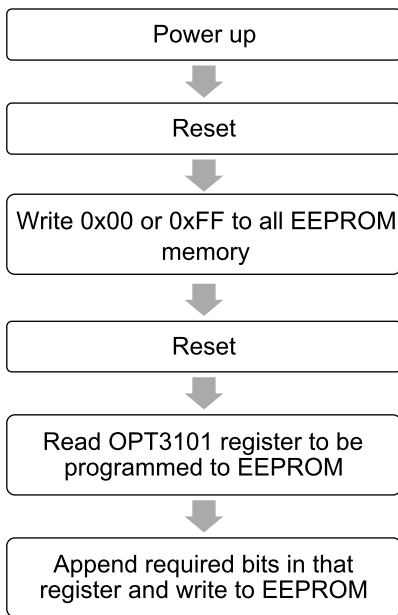 Power up
Reset
Write 0x00 or 0xFF to all EEPROM
memory
Reset
Read OPT3101 register to be
programmed to EEPROM
Append required bits in that
register and write to EEPROM